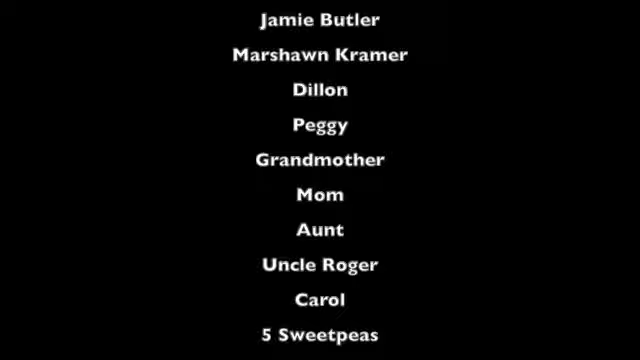 Jamie Butler
Marshawn Kramer
Dillon
Peggy
Grandmother
Mom
Aunt
Uncle Roger
Carol
5 Sweetpeas